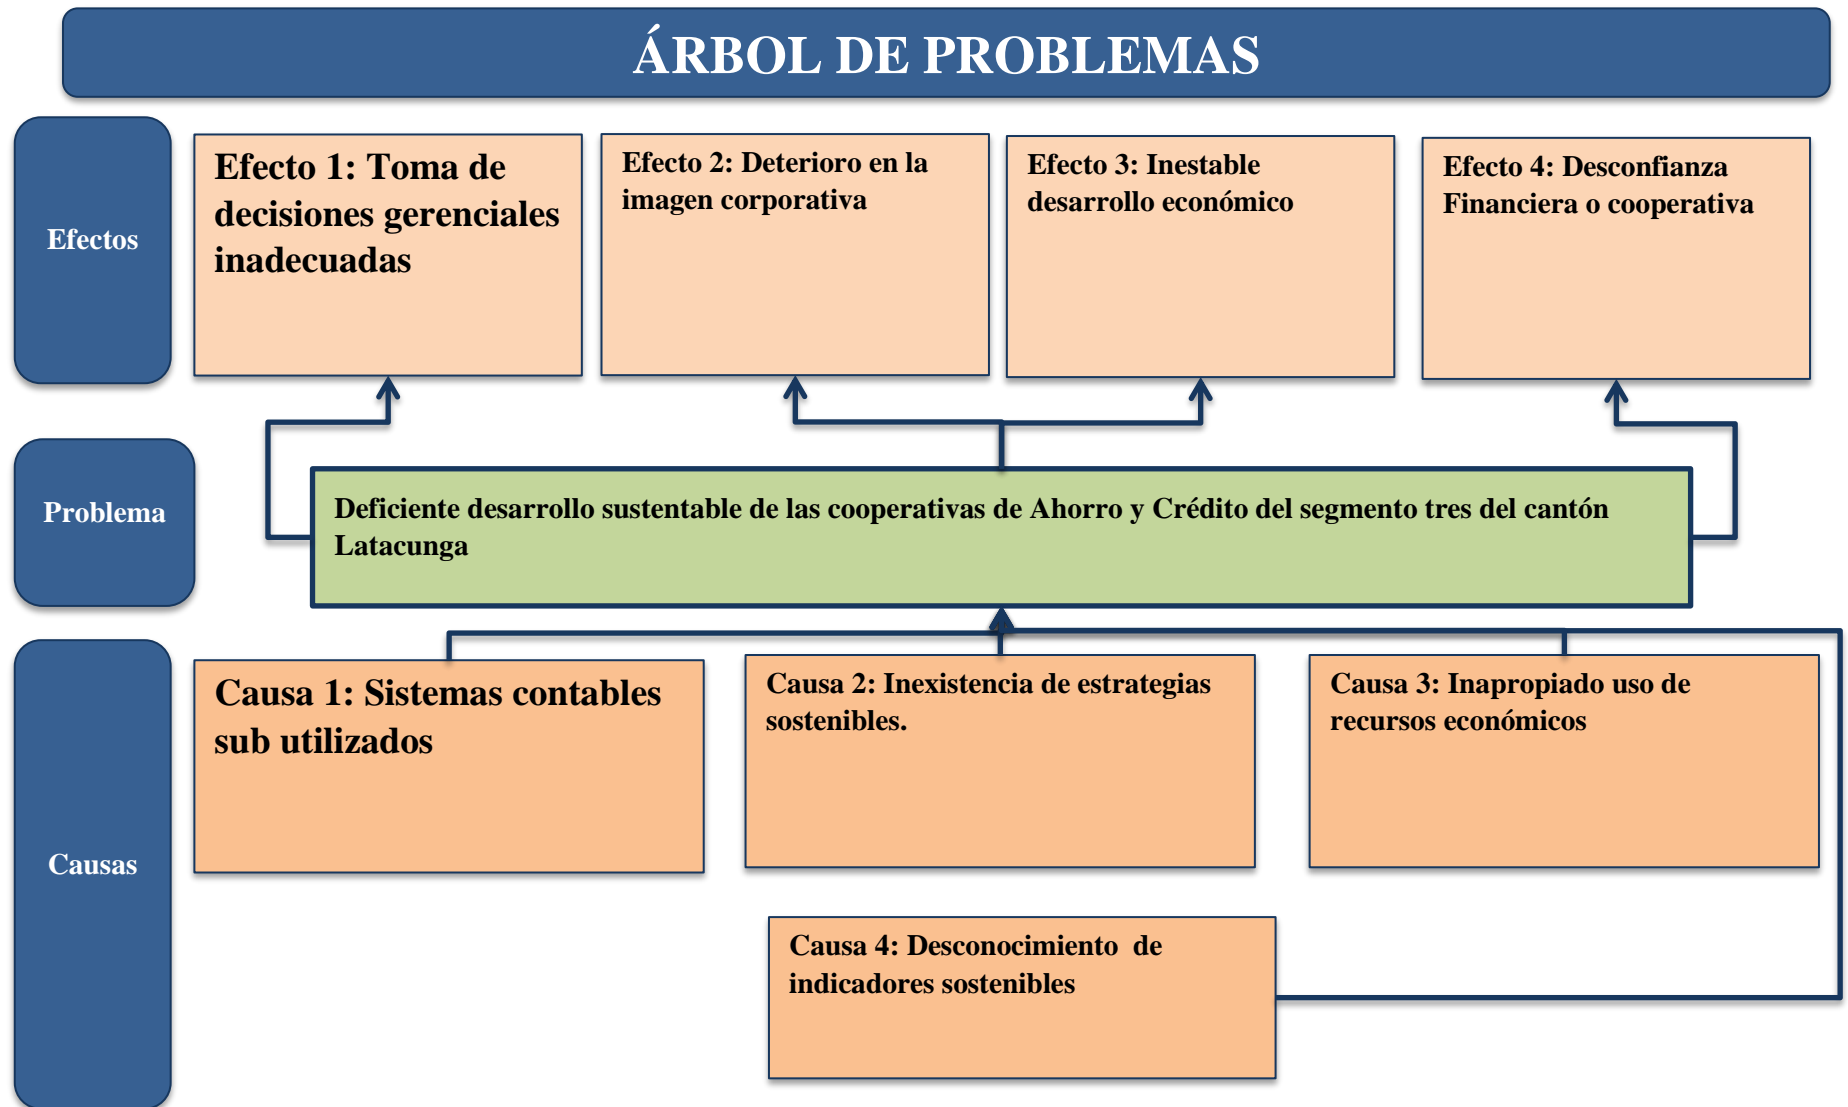 ÁRBOL DE PROBLEMAS
Efectos
Efecto 1: Toma de
decisiones gerenciales
inadecuadas
Efecto 2: Deterioro en la
imagen corporativa
Efecto 3: Inestable
desarrollo económico
Efecto 4: Desconfianza
Financiera o cooperativa
Problema
Deficiente desarrollo sustentable de las cooperativas de Ahorro y Crédito del segmento tres del cantón
Latacunga
Causas
Causa 1: Sistemas contables
sub utilizados
Causa 2: Inexistencia de estrategias
sostenibles.
Causa 3: Inapropiado uso de
recursos económicos
Causa 4: Desconocimiento  de
indicadores sostenibles